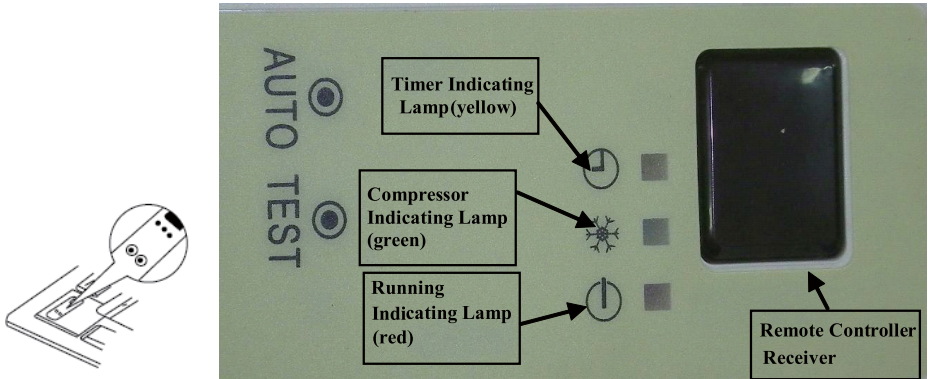 AUTO TEST
Timer Indicating
Lamp(yellow)
Compressor
Indicating Lamp
(green)
Running
Indicating Lamp
(red)
Remote Controller
Receiver